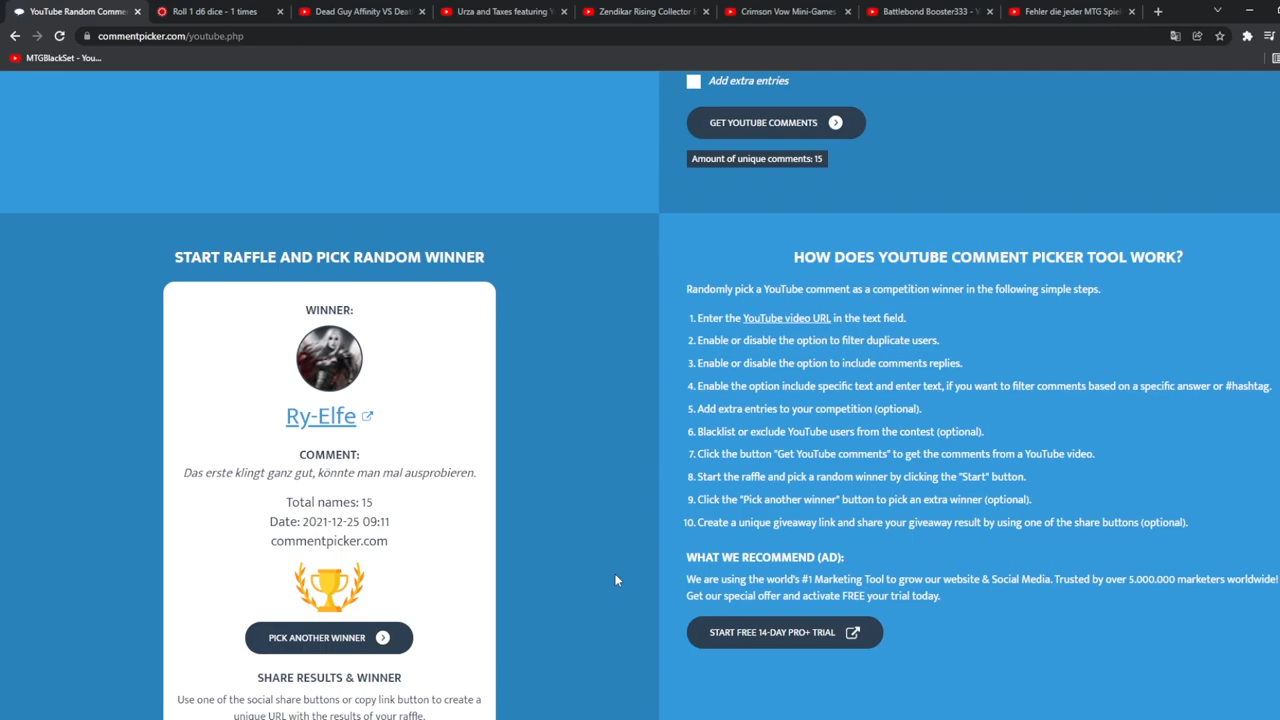 YouTube Random Comme
Roll 1 d6 dice - 1 times
Dead Guy Affinity VS Deat
Urza and Taxes featuring
Zendikar Rising Collector
Crimson Vow Mini-Games
Battlebond Booster333 -
Fehler die jeder MTG Spiel
commentpicker.com/youtube.php
MTGBlackSet - You...
Add extra entries
GET YOUTUBE COMMENTS
Amount of unique comments: 15
START RAFFLE AND PICK RANDOM WINNER
WINNER:
Ry-Elfe
COMMENT:
Das erste klingt ganz gut, könnte man mal ausprobieren.
Total names: 15
Date: 2021-12-25 09:11
commentpicker.com
PICK ANOTHER WINNER
SHARE RESULTS & WINNER
Use one of the social share buttons or copy link button to create a
unique URL with the results of your raffle.
HOW DOES YOUTUBE COMMENT PICKER TOOL WORK?
Randomly pick a YouTube comment as a competition winner in the following simple steps.
1. Enter the YouTube video URL in the text field.
2. Enable or disable the option to filter duplicate users.
3. Enable or disable the option to include comments replies.
4. Enable the option include specific text and enter text, if you want to filter comments based on a specific answer or #hashtag.
5. Add extra entries to your competition (optional).
6. Blacklist or exclude YouTube users from the contest (optional).
7. Click the button "Get YouTube comments" to get the comments from a YouTube video.
8. Start the raffle and pick a random winner by clicking the "Start" button.
9. Click the "Pick another winner" button to pick an extra winner (optional).
10. Create a unique giveaway link and share your giveaway result by using one of the share buttons (optional).
WHAT WE RECOMMEND (AD):
We are using the world's #1 Marketing Tool to grow our website & Social Media. Trusted by over 5.000.000 marketers worldwide!
Get our special offer and activate FREE your trial today.
START FREE 14-DAY PRO+ TRIAL